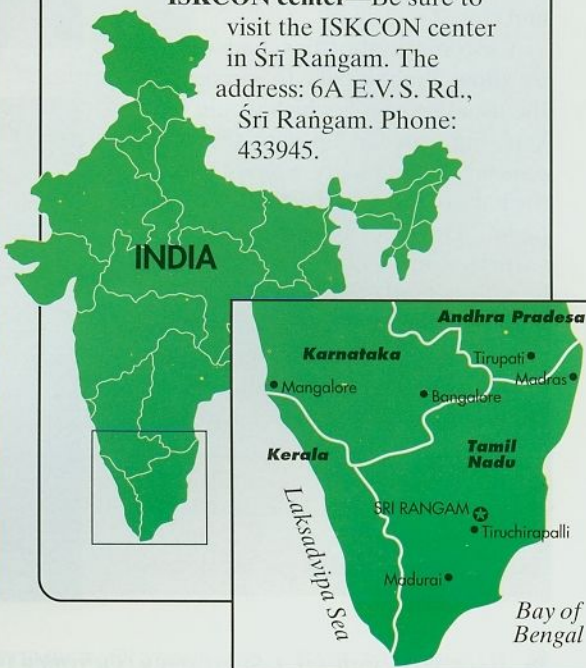 ISKCON center—Be sure to
visit the ISKCON center
in Śrī Raṅgam. The
address: 6A E.V. S. Rd.,
Śrī Raṅgam. Phone:
433945.
INDIA
Andhra Pradesa
Karnataka
Tirupati
Madras
Mangalore
Bangalore
Kerala
Tamil
Nadu
SRI RANGAM
Tiruchirapalli
Laksadvipa Sea
Madurai
Bay of
Bengal